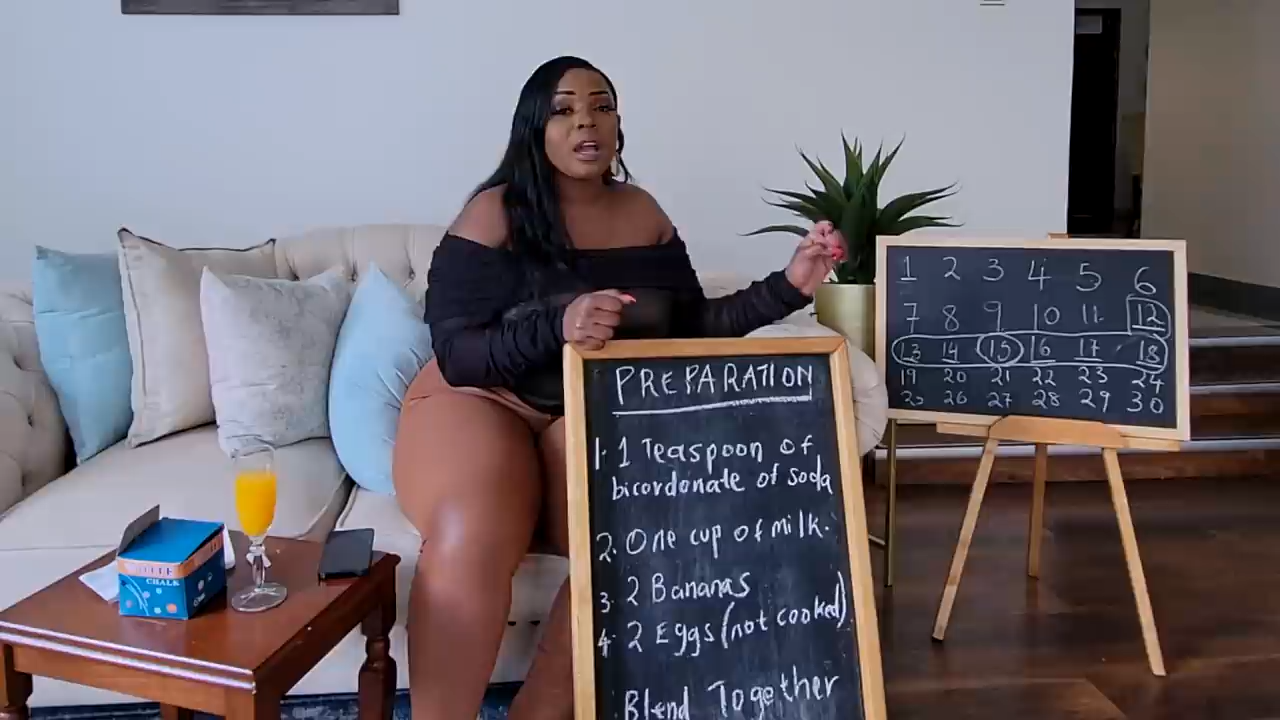 PREPARATION
1. 1 Teaspoon of
bicordonate of soda
2. One cup of milk.
3. 2 Bananas
4. 2 Eggs (not cooked)
Blend Together
1 2 3 4 5 6
7 8 9 10 11 12
13 14 15 16 17 18
19 20 21 22 23 24
25 26 27 28 29 30
CHALK